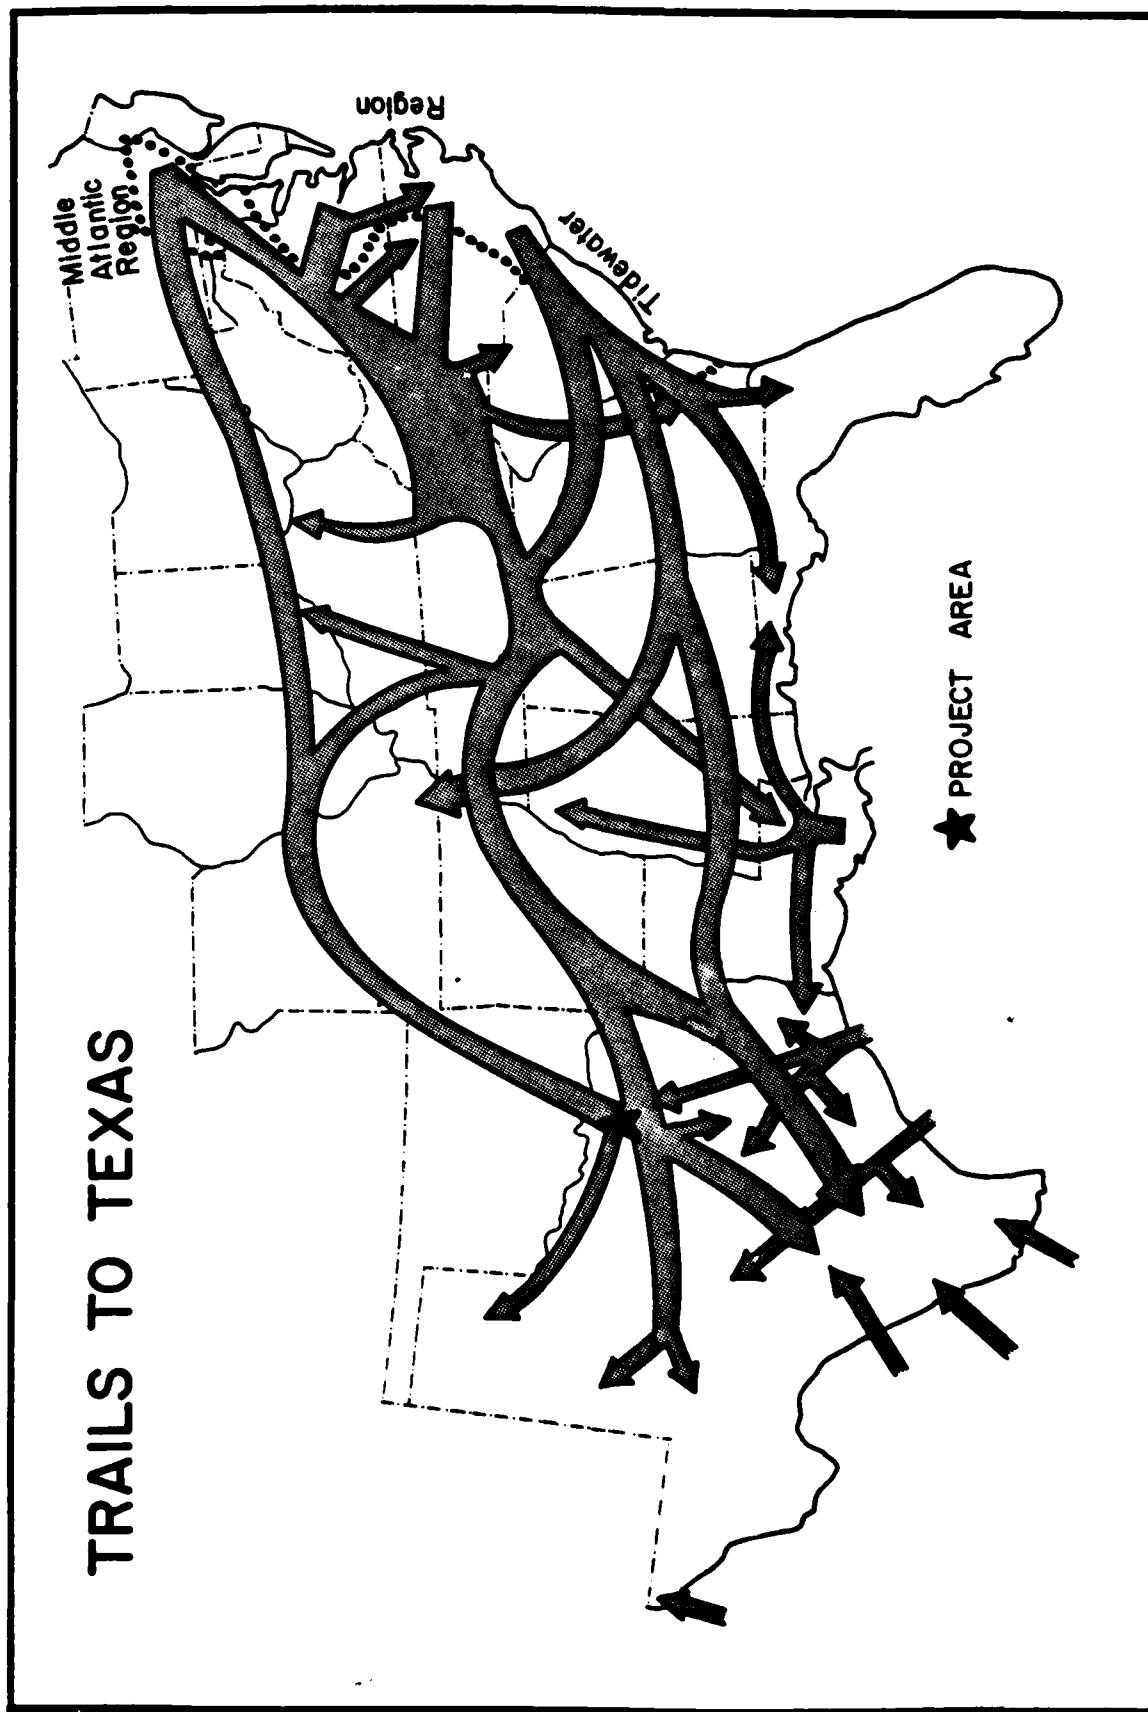 TRAILS TO TEXAS
Middle
Atlantic
Region
Tidewater
Region
PROJECT AREA